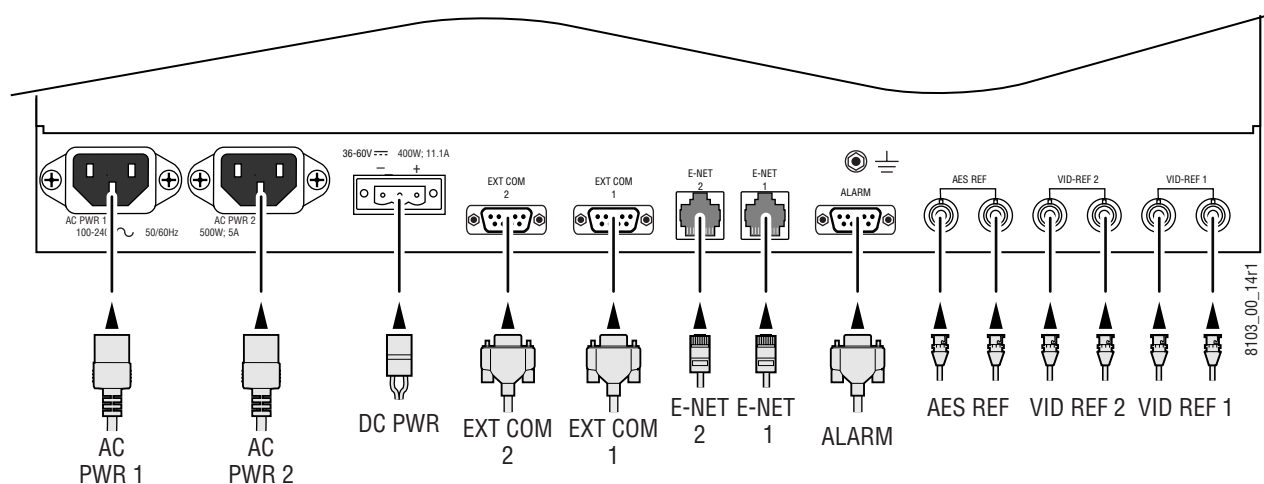 36-60V 400W; 11.1A
− +
EXT COM
2
EXT COM
1
E-NET
2
E-NET
1
ALARM
AES REF
VID-REF 2
VID-REF 1
AC PWR 1
100-240 50/60Hz
AC PWR 2
500W; 5A
8103_00_14r1
AC
PWR 1
AC
PWR 2
DC PWR
EXT COM
2
EXT COM
1
E-NET
2
E-NET
1
ALARM
AES REF
VID REF 2
VID REF 1